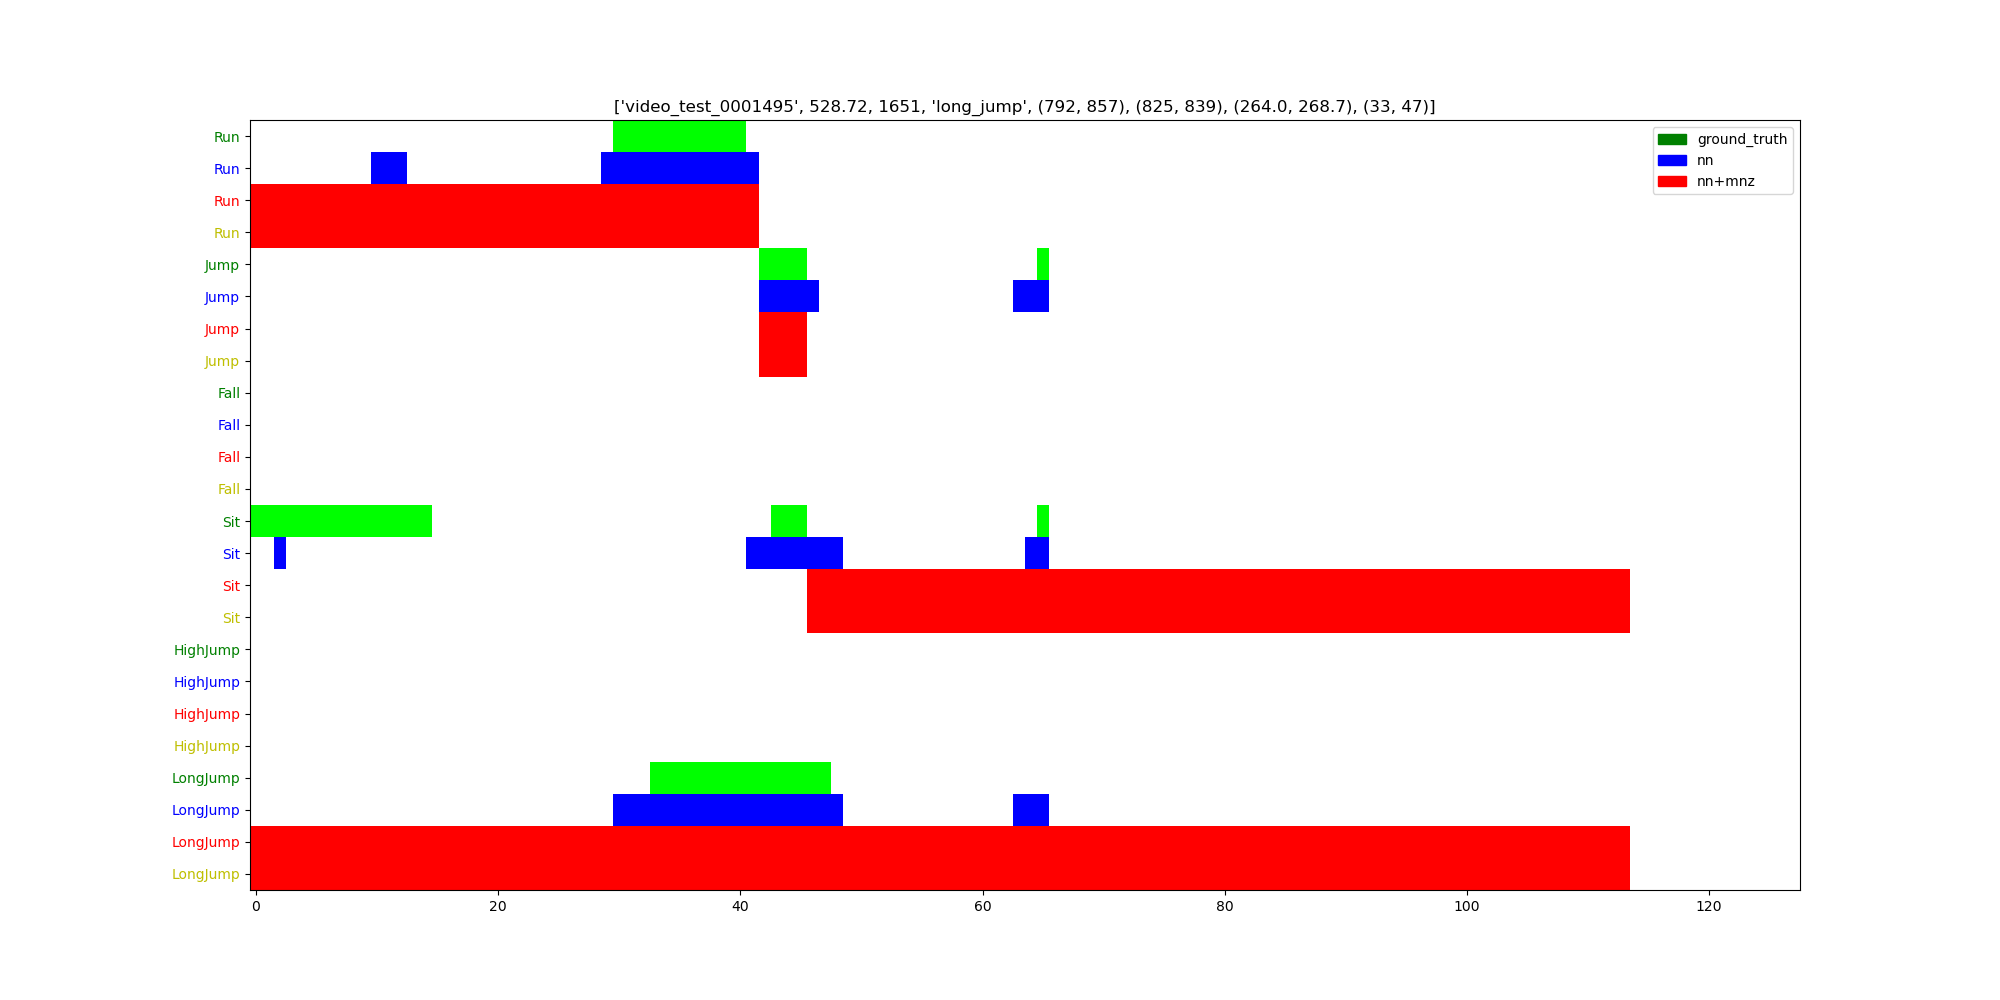 ['video_test_0001495', 528.72, 1651, 'long_jump', (792, 857), (825, 839), (264.0, 268.7), (33, 47)]
Run
Run
Run
Run
Jump
Jump
Jump
Jump
Fall
Fall
Fall
Fall
Sit
Sit
Sit
Sit
HighJump
HighJump
HighJump
HighJump
LongJump
LongJump
LongJump
LongJump
ground_truth
nn
nn+mnz
0 20 40 60 80 100 120